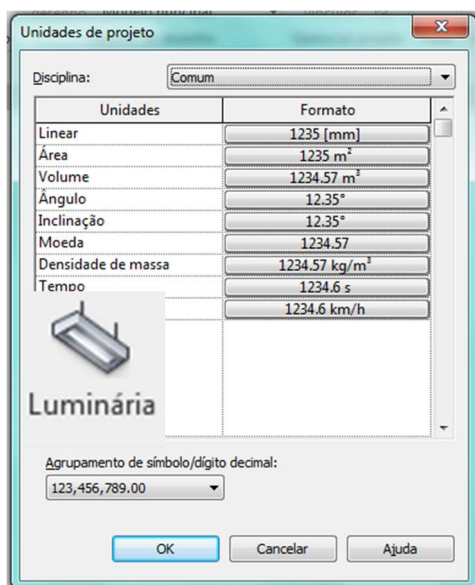 Unidades de projeto
Disciplina: Comum
Unidades Formato
Linear 1235 [mm]
Área 1235 m²
Volume 1234.57 m³
Ângulo 12.35°
Inclinação 12.35°
Moeda 1234.57
Densidade de massa 1234.57 kg/m³
Tempo 1234.6 s
1234.6 km/h
Luminária
Agrupamento de símbolo/dígito decimal:
123,456,789.00
OK Cancelar Ajuda